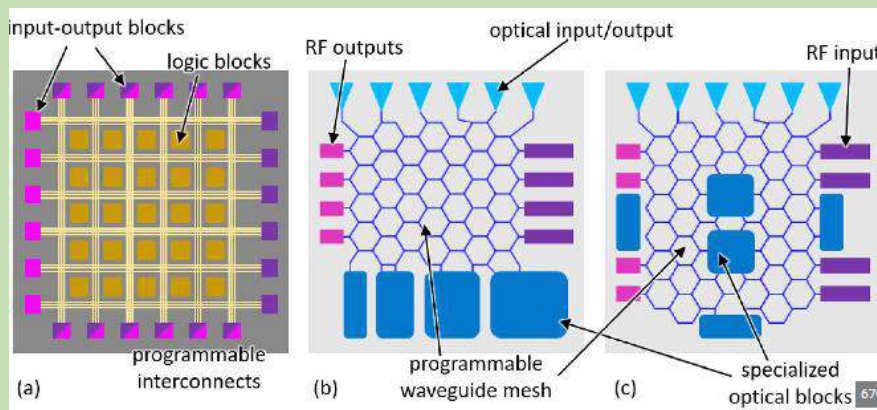 input-output blocks
logic blocks
RF outputs
optical input/output
RF input
programmable
interconnects
programmable
waveguide mesh
specialized
optical blocks
(a)
(b)
(c)